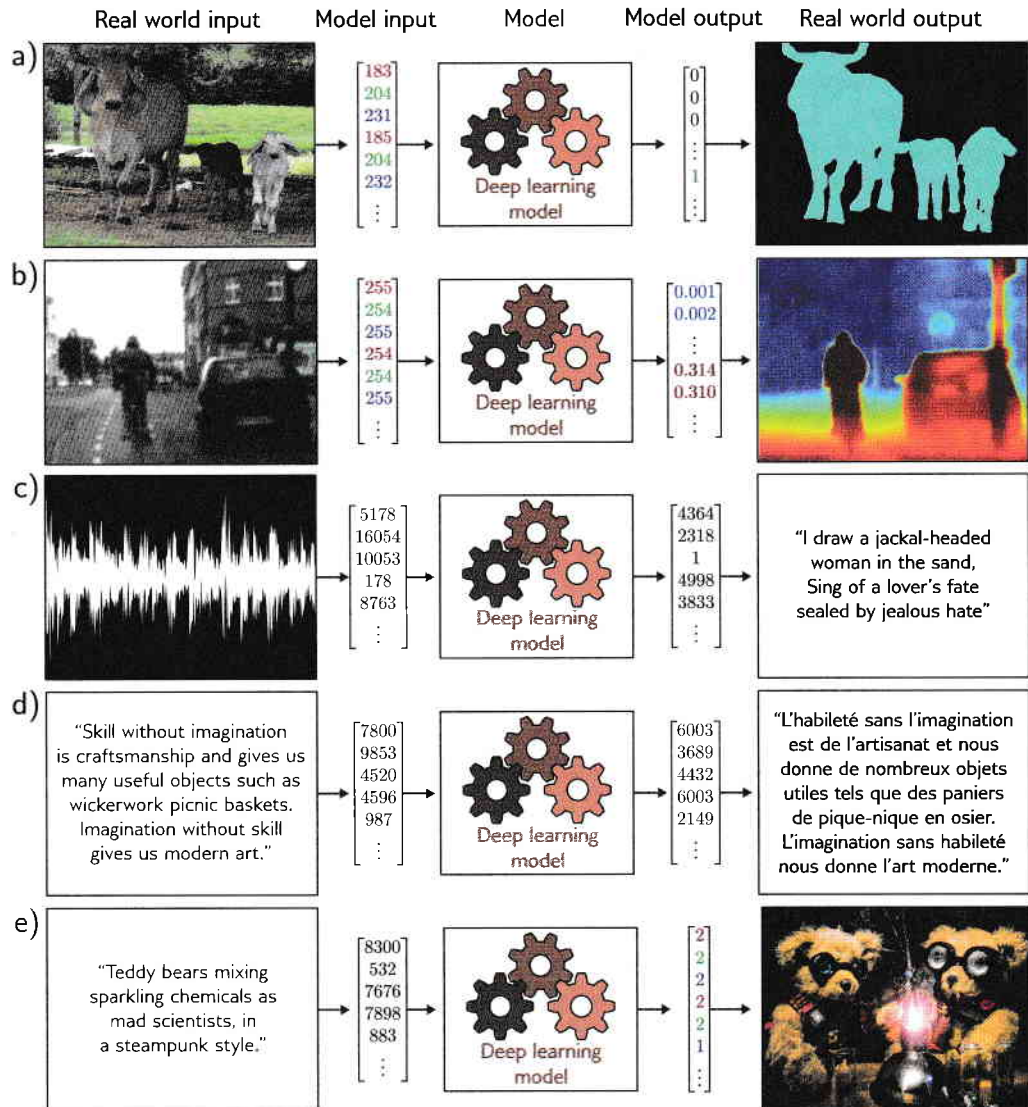 Real world input
Model input
Model
Model output
Real world output
a)
183
204
231
185
204
232
⋮
Deep learning
model
0
0
0
⋮
1
⋮
b)
255
254
255
254
254
255
⋮
Deep learning
model
0.001
0.002
⋮
0.314
0.310
⋮
c)
5178
16054
10053
178
8763
⋮
Deep learning
model
4364
2318
1
4998
3833
⋮
“I draw a jackal-headed
woman in the sand,
Sing of a lover’s fate
sealed by jealous hate”
d)
“Skill without imagination
is craftsmanship and gives us
many useful objects such as
wickerwork picnic baskets.
Imagination without skill
gives us modern art.”
7800
9853
4520
4596
987
⋮
Deep learning
model
6003
3689
4432
6003
2149
⋮
“L’habileté sans l’imagination
est de l’artisanat et nous
donne de nombreux objets
utiles tels que des paniers
de pique-nique en osier.
L’imagination sans habileté
nous donne l’art moderne.”
e)
“Teddy bears mixing
sparkling chemicals as
mad scientists, in
a steampunk style.”
8300
532
7676
7898
883
⋮
Deep learning
model
2
2
2
2
2
1
⋮